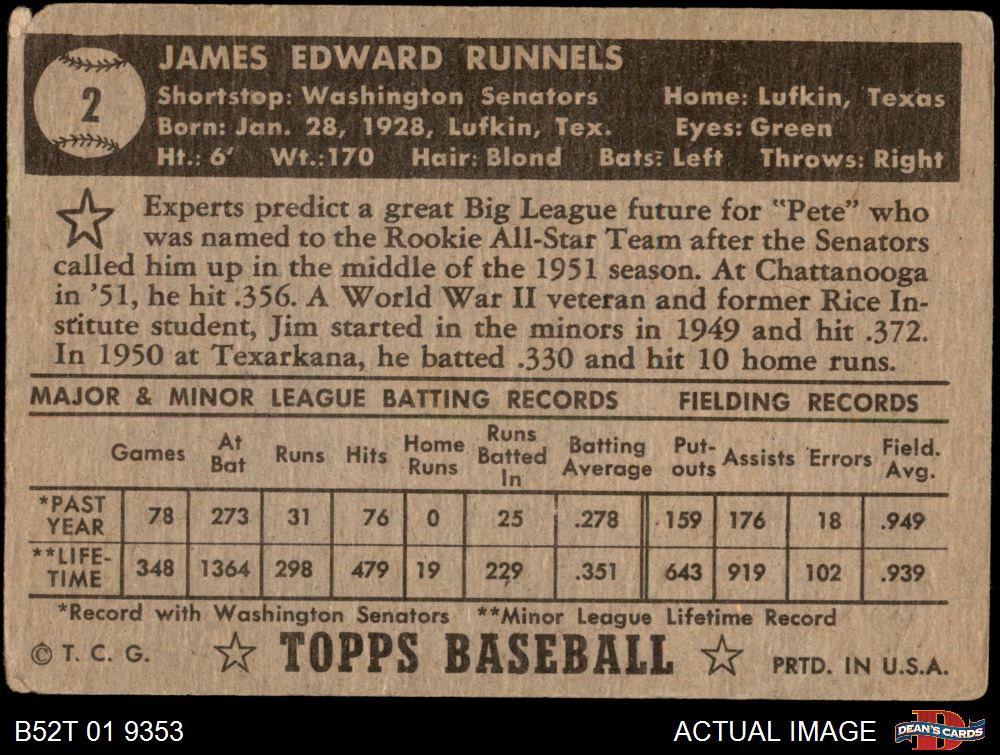 2
JAMES EDWARD RUNNELS
Shortstop: Washington Senators Home: Lufkin, Texas
Born: Jan. 28, 1928, Lufkin, Tex. Eyes: Green
Ht.: 6' Wt.: 170 Hair: Blond Bats: Left Throws: Right
Experts predict a great Big League future for "Pete" who
was named to the Rookie All-Star Team after the Senators
called him up in the middle of the 1951 season. At Chattanooga
in '51, he hit .356. A World War II veteran and former Rice In-
stitute student, Jim started in the minors in 1949 and hit .372.
In 1950 at Texarkana, he batted .330 and hit 10 home runs.
MAJOR & MINOR LEAGUE BATTING RECORDS FIELDING RECORDS
Games At Bat Runs Hits Home Runs Runs Batted In Batting Average Put-outs Assists Errors Field. Avg.
*PAST YEAR 78 273 31 76 0 25 .278 159 176 18 .949
**LIFE-TIME 348 1364 298 479 19 229 .351 643 919 102 .939
*Record with Washington Senators **Minor League Lifetime Record
© T. C. G. TOPPS BASEBALL PRTD. IN U.S.A.
B52T 01 9353 ACTUAL IMAGE D DEAN'S CARDS